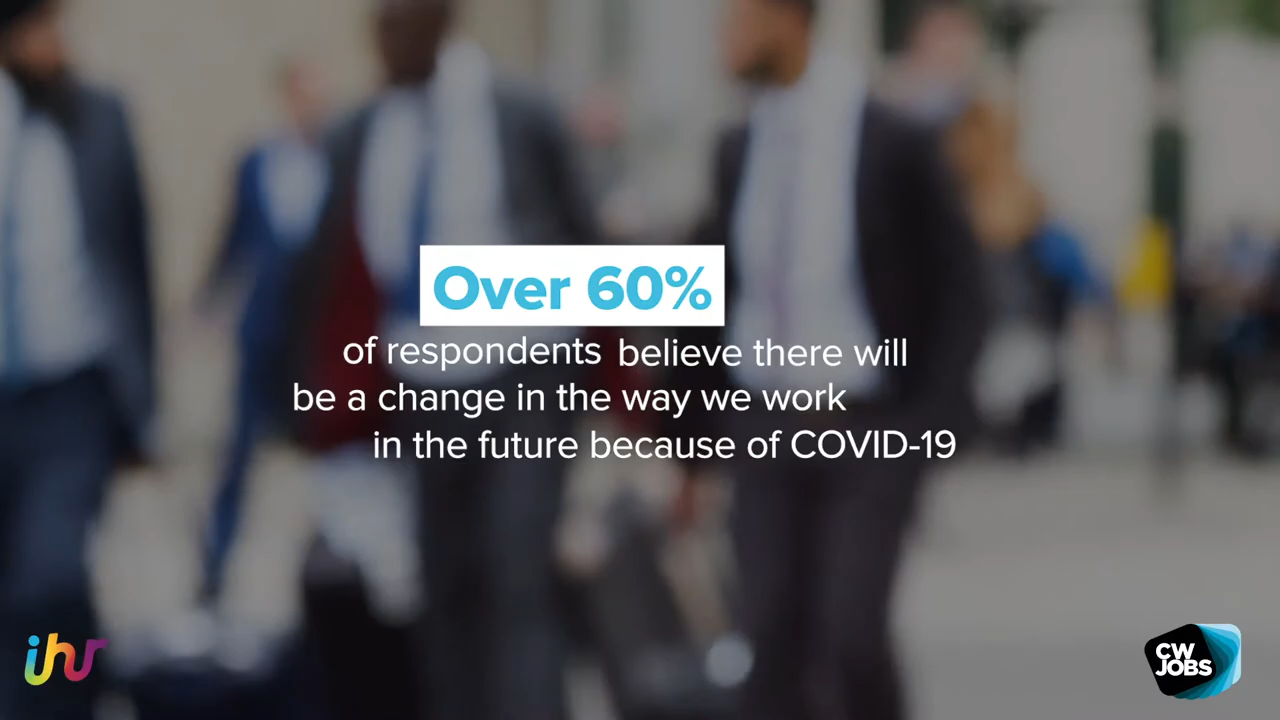 Over 60%
of respondents believe there will
be a change in the way we work
in the future because of COVID-19
ihr
CW
JOBS